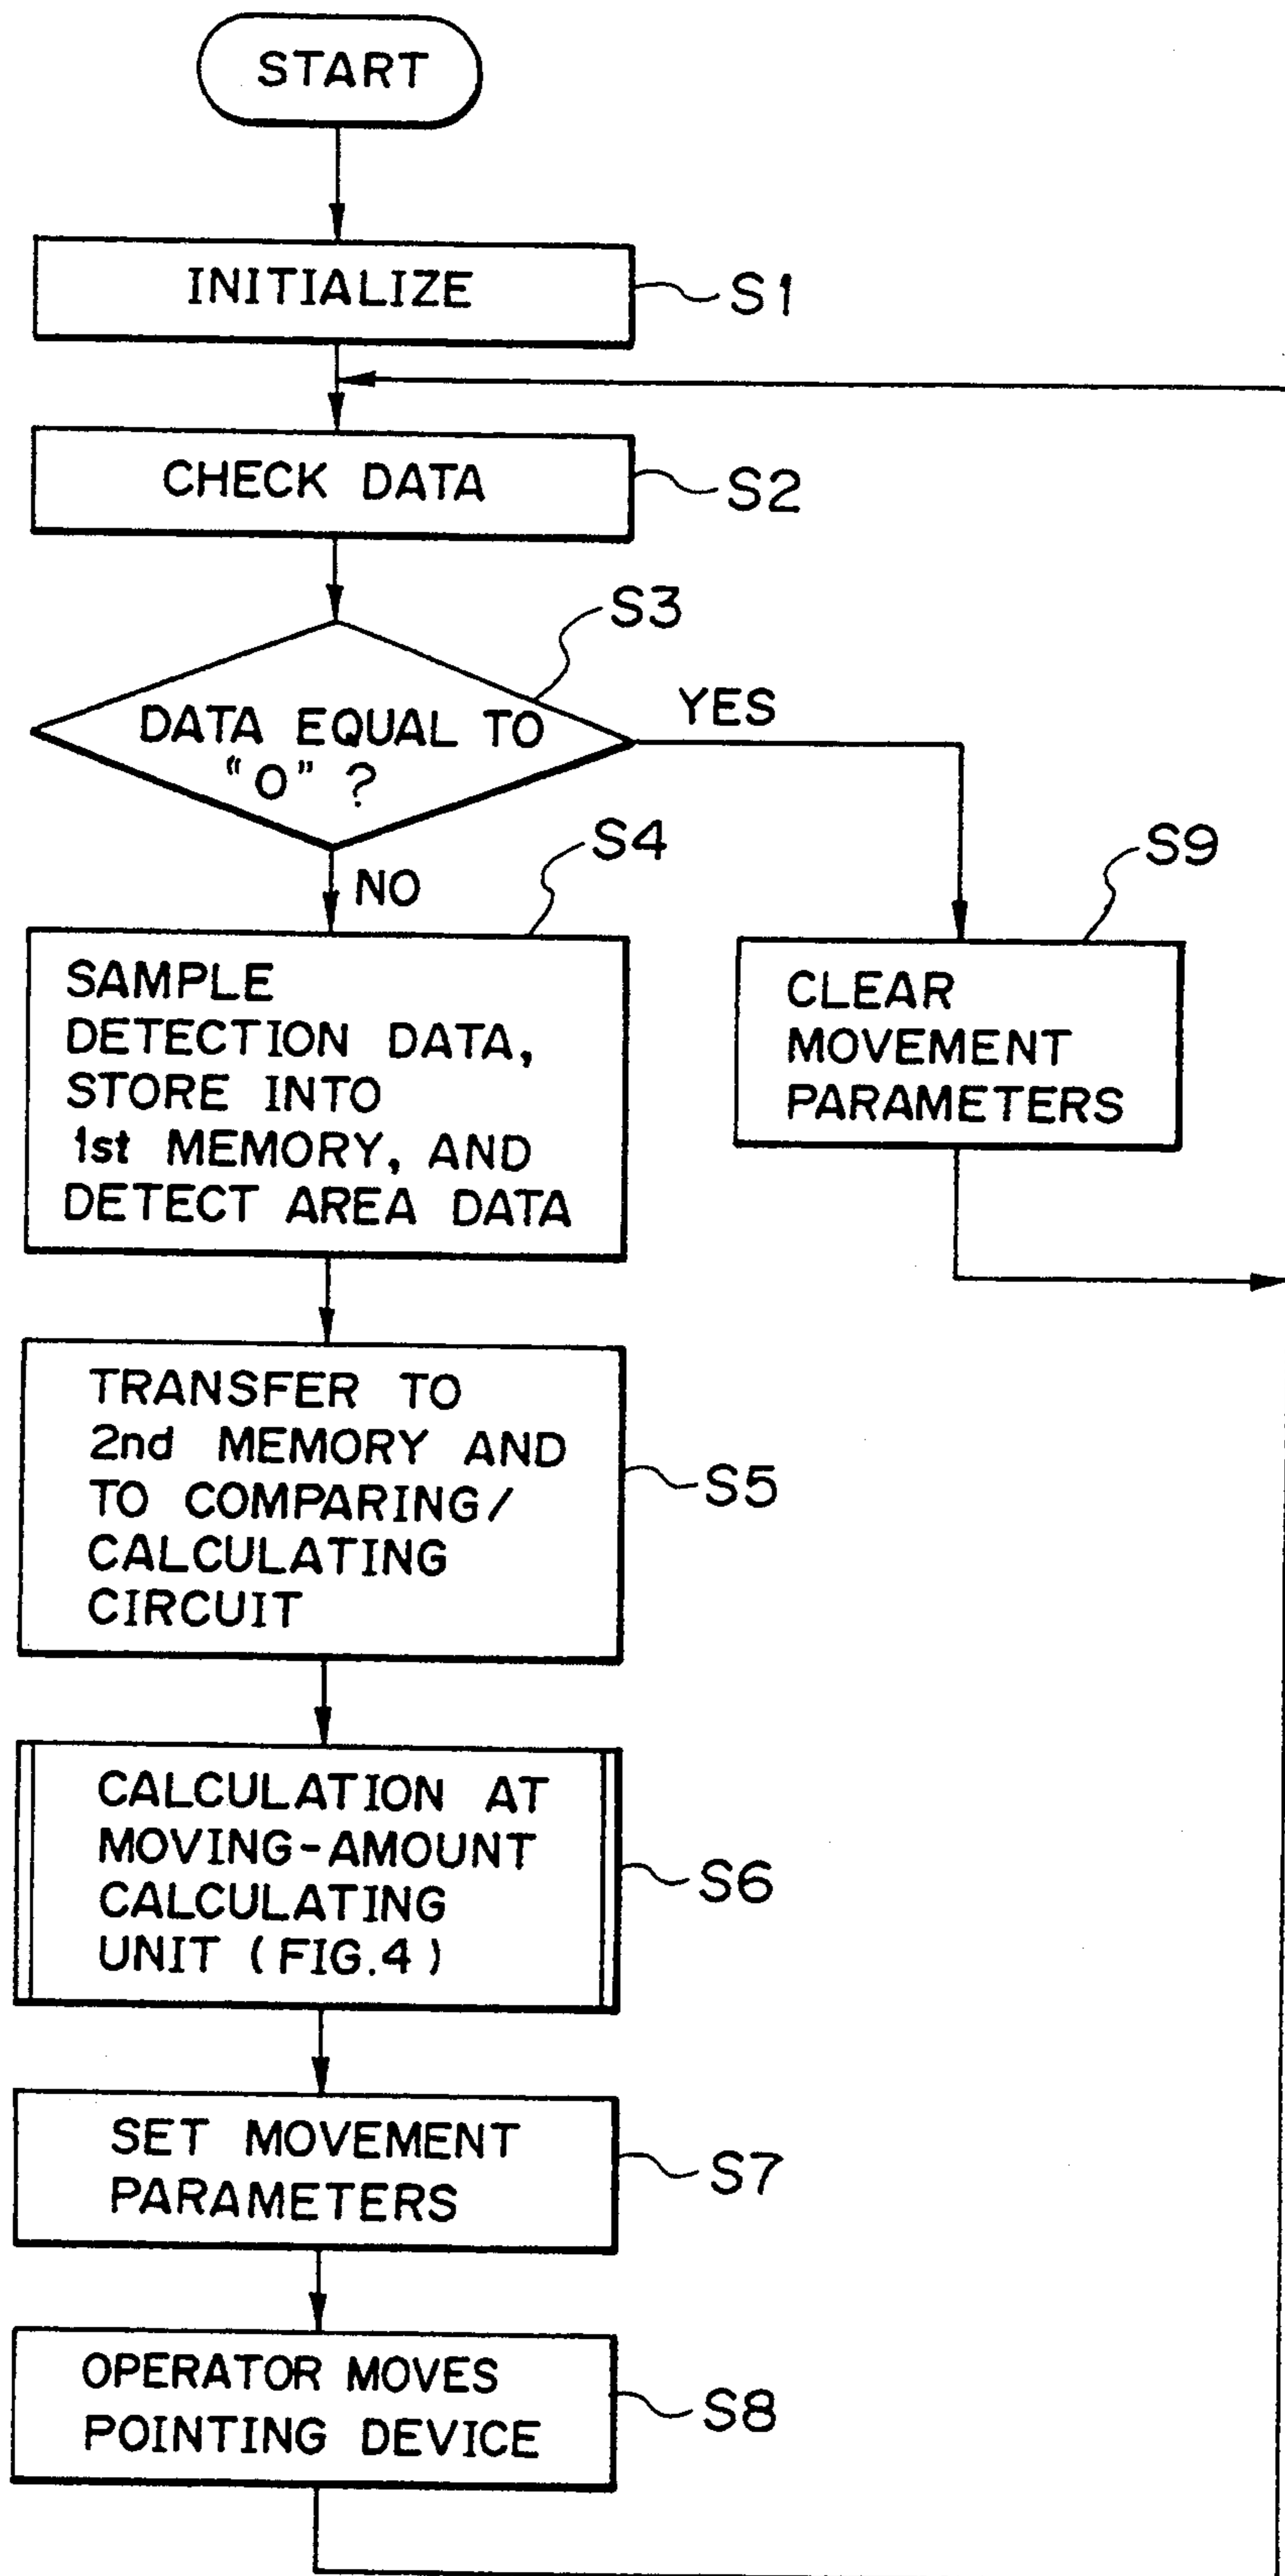 START
INITIALIZE
S1
CHECK DATA
S2
S3
DATA EQUAL TO
"0" ?
YES
NO
S4
SAMPLE
DETECTION DATA,
STORE INTO
1st MEMORY, AND
DETECT AREA DATA
S9
CLEAR
MOVEMENT
PARAMETERS
TRANSFER TO
2nd MEMORY AND
TO COMPARING/
CALCULATING
CIRCUIT
S5
CALCULATION AT
MOVING-AMOUNT
CALCULATING
UNIT (FIG.4)
S6
SET MOVEMENT
PARAMETERS
S7
OPERATOR MOVES
POINTING DEVICE
S8